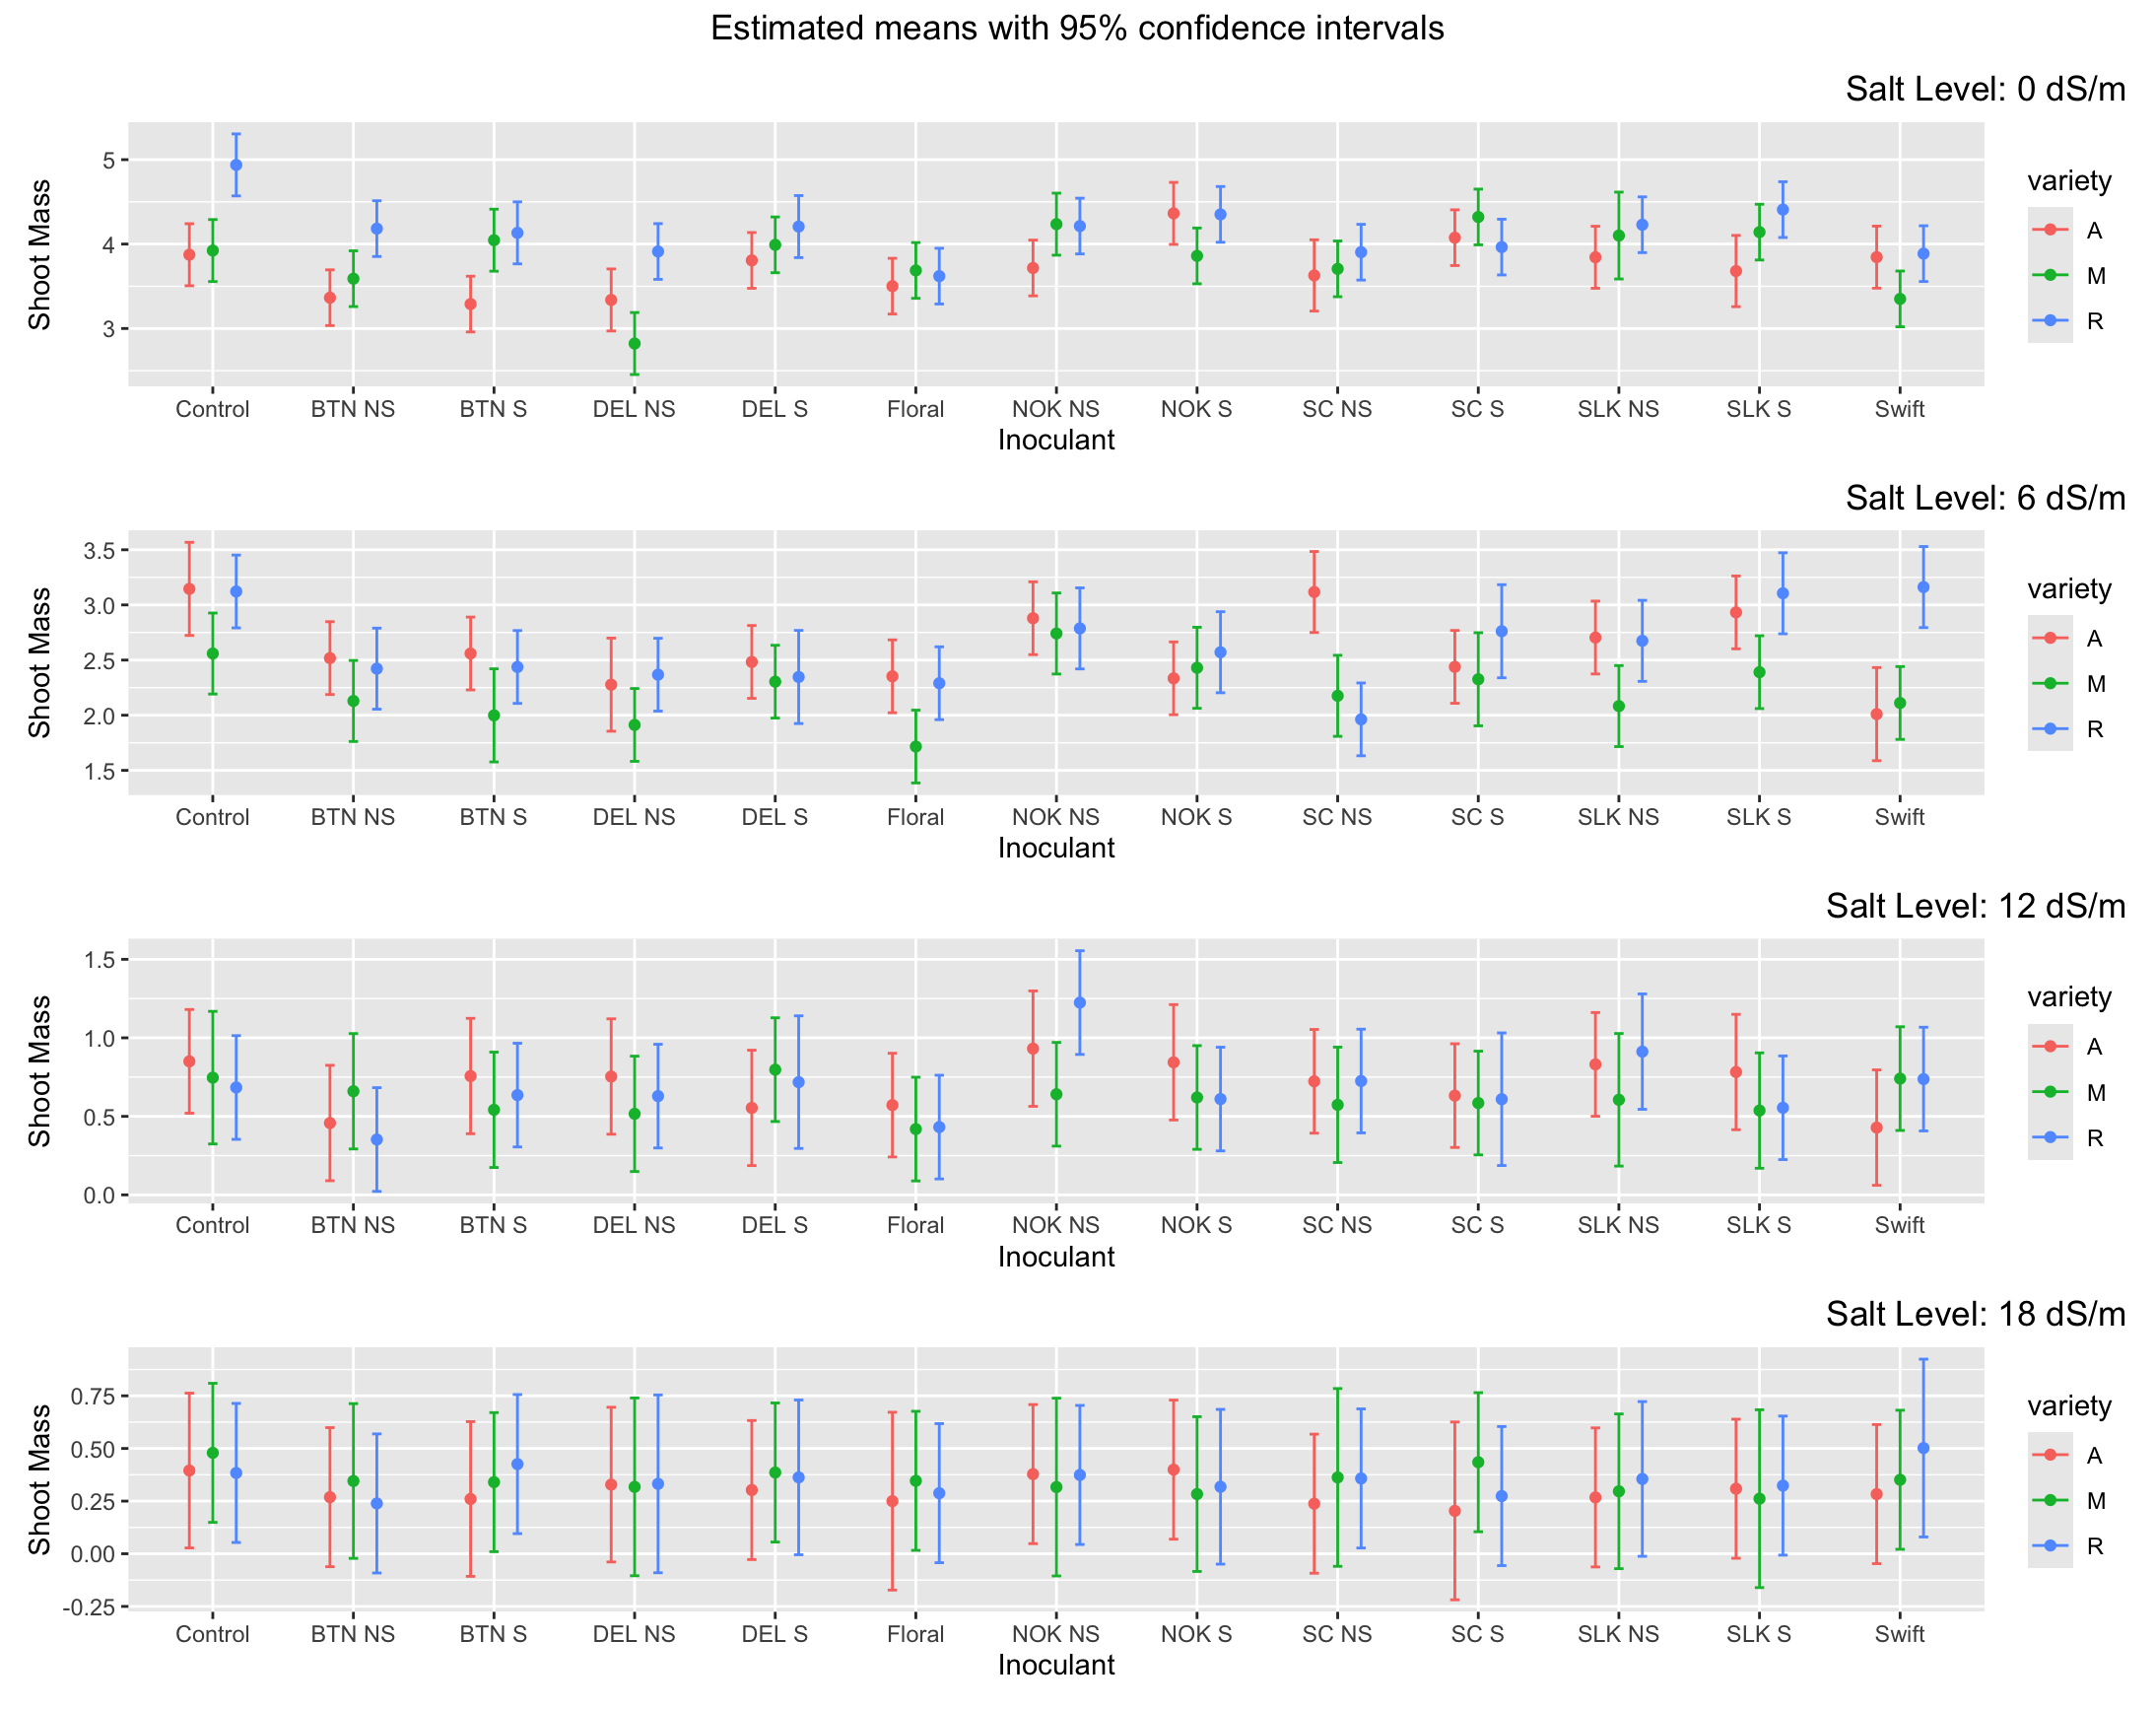 Estimated means with 95% confidence intervals
Salt Level: 0 dS/m
Shoot Mass
5
4
3
Control BTN NS BTN S DEL NS DEL S Floral NOK NS NOK S SC NS SC S SLK NS SLK S Swift
Inoculant
variety
A
M
R
Salt Level: 6 dS/m
Shoot Mass
3.5
3.0
2.5
2.0
1.5
Control BTN NS BTN S DEL NS DEL S Floral NOK NS NOK S SC NS SC S SLK NS SLK S Swift
Inoculant
variety
A
M
R
Salt Level: 12 dS/m
Shoot Mass
1.5
1.0
0.5
0.0
Control BTN NS BTN S DEL NS DEL S Floral NOK NS NOK S SC NS SC S SLK NS SLK S Swift
Inoculant
variety
A
M
R
Salt Level: 18 dS/m
Shoot Mass
0.75
0.50
0.25
0.00
-0.25
Control BTN NS BTN S DEL NS DEL S Floral NOK NS NOK S SC NS SC S SLK NS SLK S Swift
Inoculant
variety
A
M
R